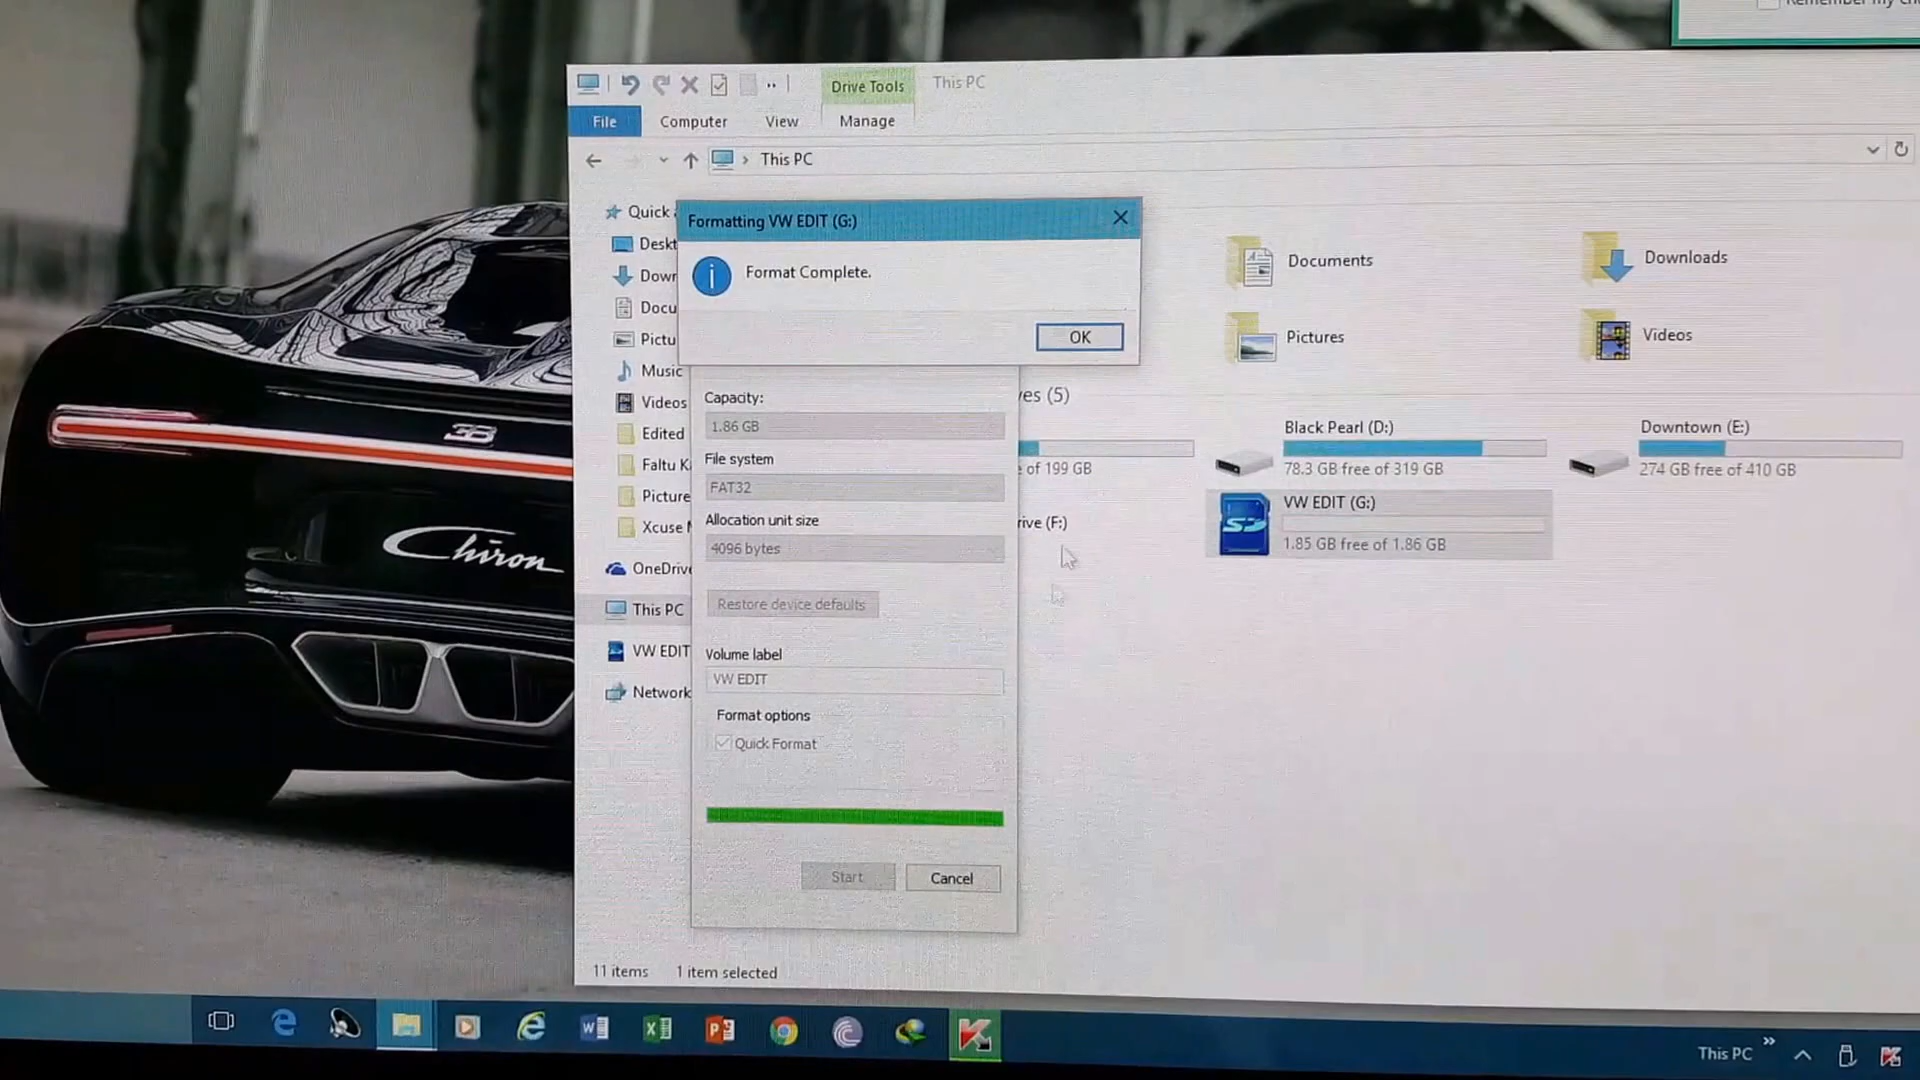 Remember my
Drive Tools
This PC
File
Computer
View
Manage
This PC
Quick
Deskt
Down
Docu
Pictu
Music
Videos
Edited
Faltu K
Picture
Xcuse
OneDrive
This PC
VW EDIT
Network
Formatting VW EDIT (G:)
Format Complete.
OK
Capacity:
1.86 GB
File system
FAT32
Allocation unit size
4096 bytes
Restore device defaults
Volume label
VW EDIT
Format options
Quick Format
Start
Cancel
Documents
Downloads
Pictures
Videos
ves (5)
of 199 GB
Black Pearl (D:)
78.3 GB free of 319 GB
Downtown (E:)
274 GB free of 410 GB
rive (F:)
VW EDIT (G:)
1.85 GB free of 1.86 GB
11 items
1 item selected
Chiron
This PC